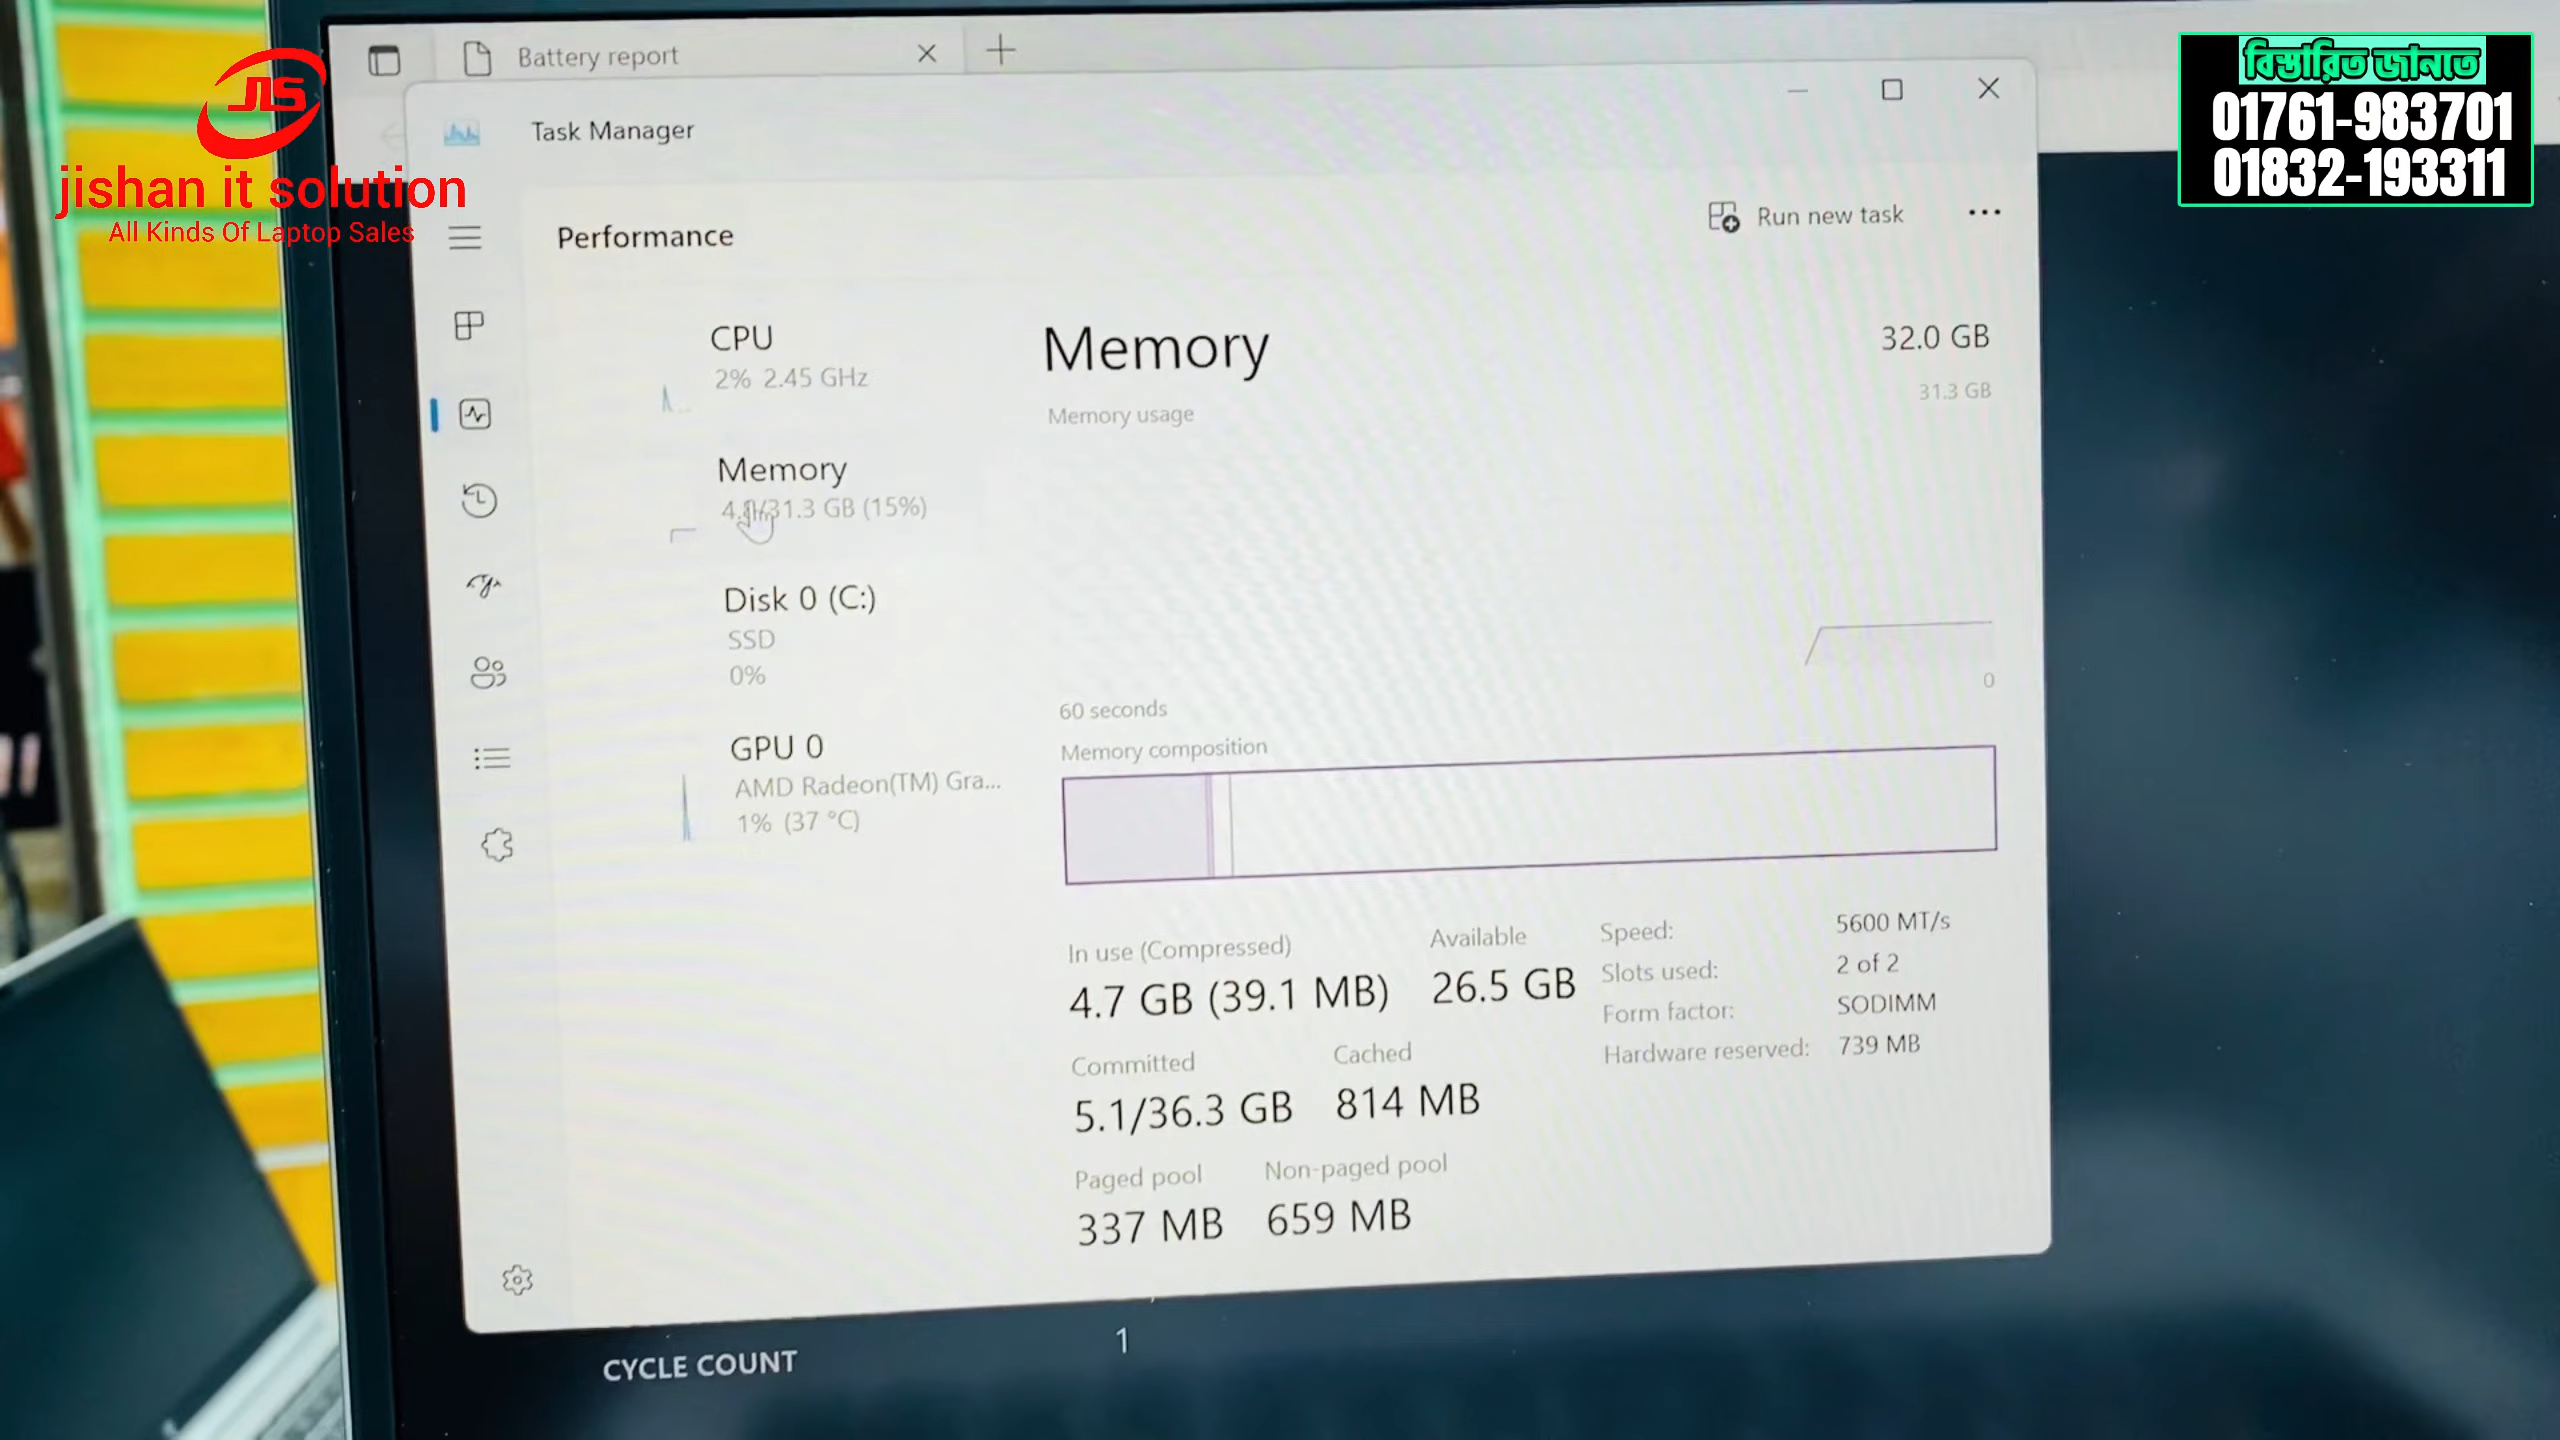 Battery report
JIS
jishan it solution
All Kinds Of Laptop Sales
বিস্তারিত জানতে
01761-983701
01832-193311
Task Manager
Performance
Run new task
CPU
2% 2.45 GHz
Memory
31.3 GB (15%)
Disk 0 (C:)
SSD
0%
GPU 0
AMD Radeon(TM) Gra...
1% (37 °C)
Memory
32.0 GB
Memory usage
31.3 GB
60 seconds
0
Memory composition
In use (Compressed)
4.7 GB (39.1 MB)
Available
26.5 GB
Committed
5.1/36.3 GB
Cached
814 MB
Paged pool
337 MB
Non-paged pool
659 MB
Speed: 5600 MT/s
Slots used: 2 of 2
Form factor: SODIMM
Hardware reserved: 739 MB
CYCLE COUNT 1